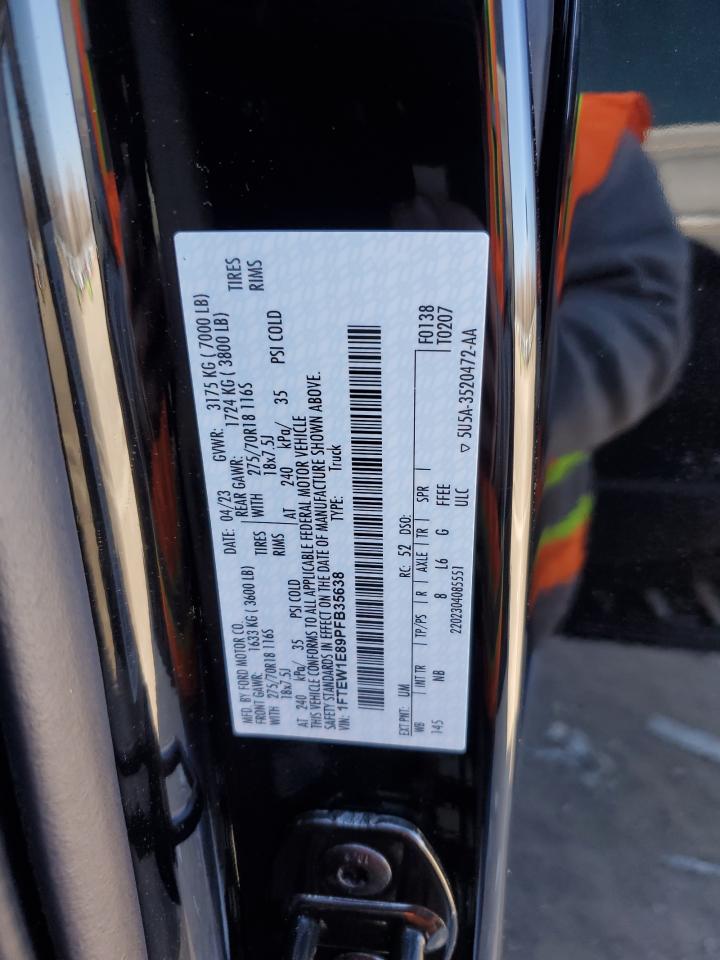 MFD. BY FORD MOTOR CO. DATE: 04/23 GVWR: 3175 KG ( 7000 LB)
FRONT GAWR: 1633 KG ( 3600 LB) REAR GAWR: 1724 KG ( 3800 LB)
WITH 275/70R18 116S TIRES WITH 275/70R18 116S TIRES
18x7.5J RIMS 18x7.5J RIMS
AT 240 kPa/ 35 PSI COLD AT 240 kPa/ 35 PSI COLD
THIS VEHICLE CONFORMS TO ALL APPLICABLE FEDERAL MOTOR VEHICLE
SAFETY STANDARDS IN EFFECT ON THE DATE OF MANUFACTURE SHOWN ABOVE.
VIN: 1FTEW1E89PFB35638 TYPE: Truck
EXT PNT: UM RC: 52 DSO: F0138
WB INT TR TP/PS R AXLE TR SPR T0207
145 NB 8 L6 G FFEE
2202304085551 ULC ▽ 5U5A-3520472-AA